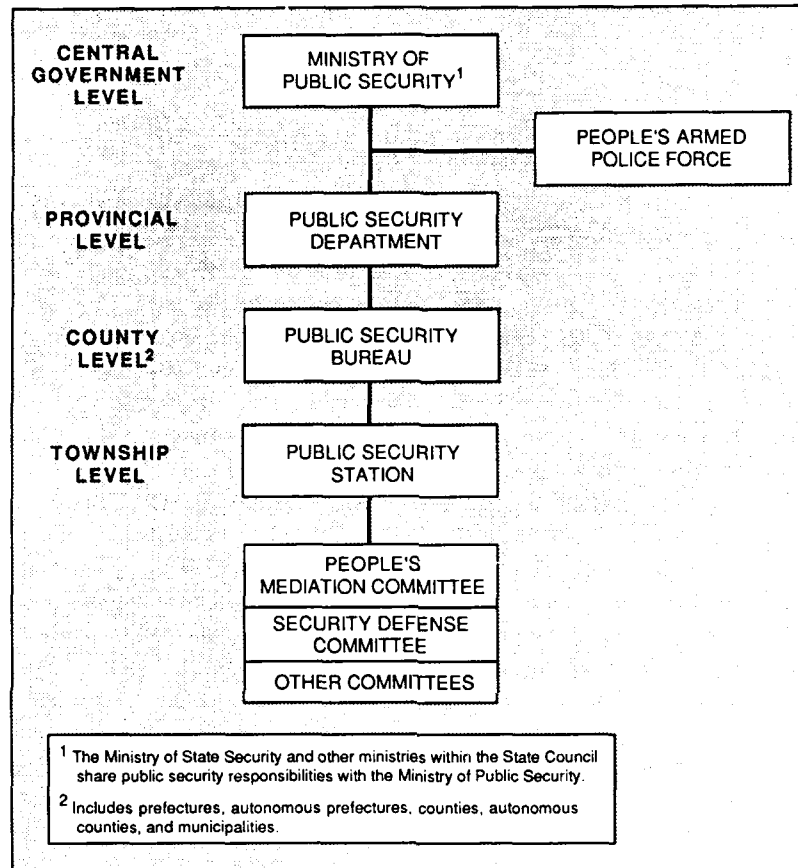 CENTRAL
GOVERNMENT
LEVEL
MINISTRY OF
PUBLIC SECURITY1
PEOPLE'S ARMED
POLICE FORCE
PROVINCIAL
LEVEL
PUBLIC SECURITY
DEPARTMENT
COUNTY
LEVEL2
PUBLIC SECURITY
BUREAU
TOWNSHIP
LEVEL
PUBLIC SECURITY
STATION
PEOPLE'S
MEDIATION COMMITTEE
SECURITY DEFENSE
COMMITTEE
OTHER COMMITTEES
1 The Ministry of State Security and other ministries within the State Council
share public security responsibilities with the Ministry of Public Security.
2 Includes prefectures, autonomous prefectures, counties, autonomous
counties, and municipalities.